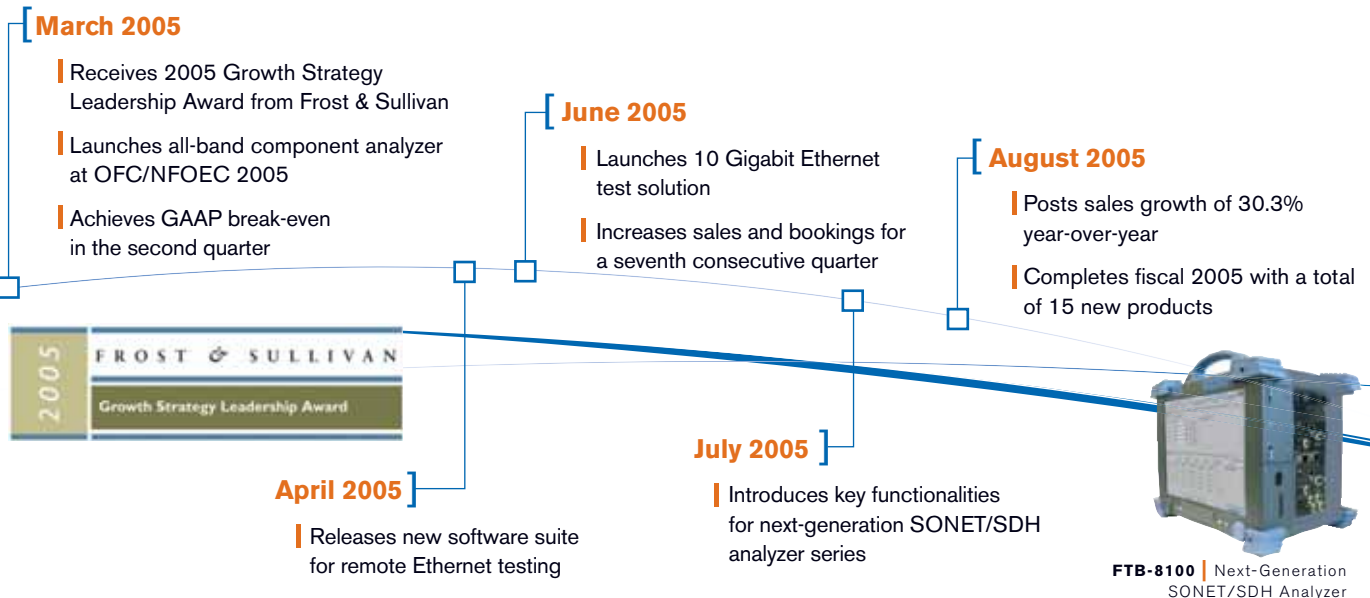 March 2005
Receives 2005 Growth Strategy
Leadership Award from Frost & Sullivan
Launches all-band component analyzer
at OFC/NFOEC 2005
Achieves GAAP break-even
in the second quarter
June 2005
Launches 10 Gigabit Ethernet
test solution
Increases sales and bookings for
a seventh consecutive quarter
August 2005
Posts sales growth of 30.3%
year-over-year
Completes fiscal 2005 with a total
of 15 new products
2005
FROST & SULLIVAN
Growth Strategy Leadership Award
April 2005
Releases new software suite
for remote Ethernet testing
July 2005
Introduces key functionalities
for next-generation SONET/SDH
analyzer series
FTB-8100 | Next-Generation
SONET/SDH Analyzer